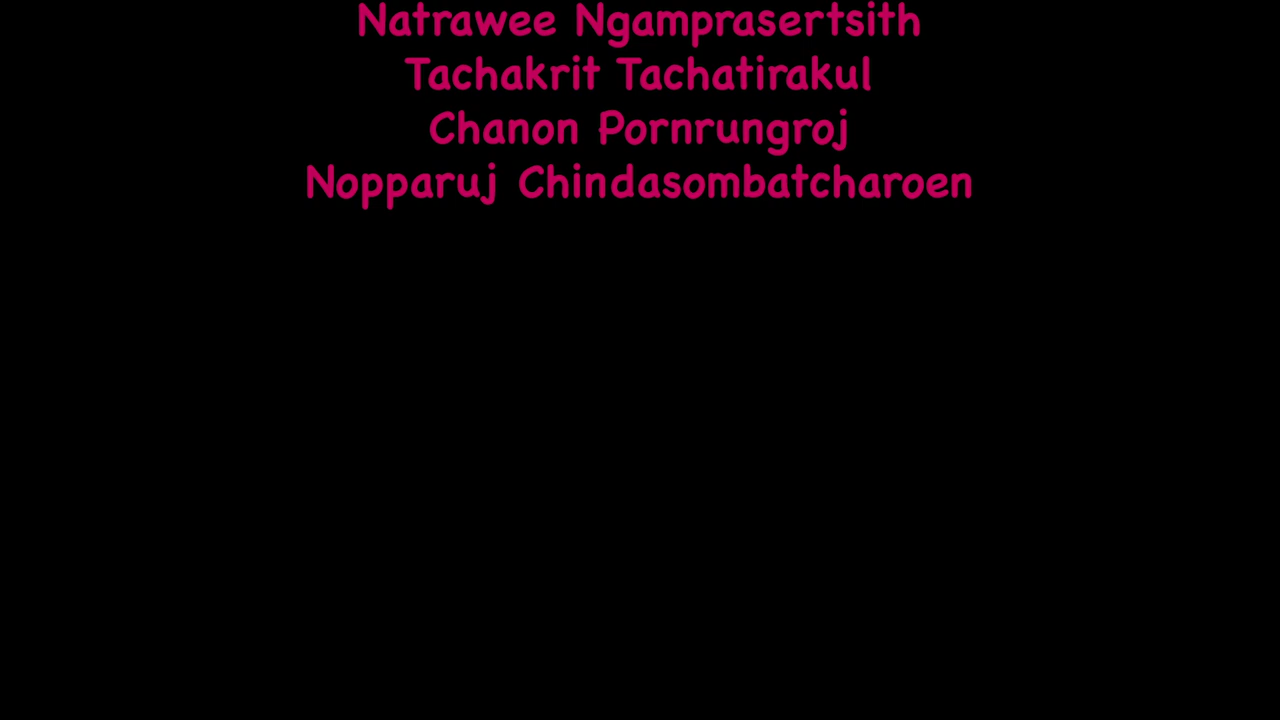 Natrawee Ngamprasertsith
Tachakrit Tachatirakul
Chanon Pornrungroj
Nopparuj Chindasombatcharoen